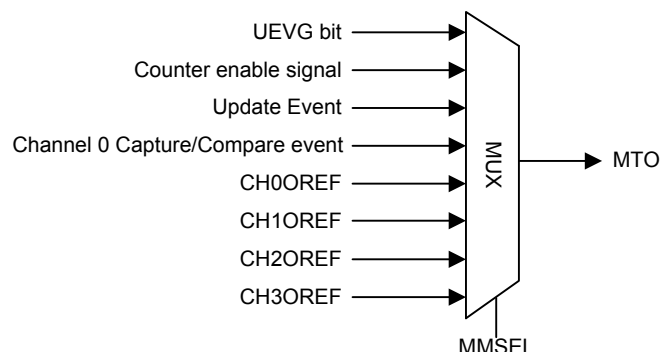 UEVG bit
Counter enable signal
Update Event
Channel 0 Capture/Compare event
CH0OREF
CH1OREF
CH2OREF
CH3OREF
MUX
MTO
MMSEL